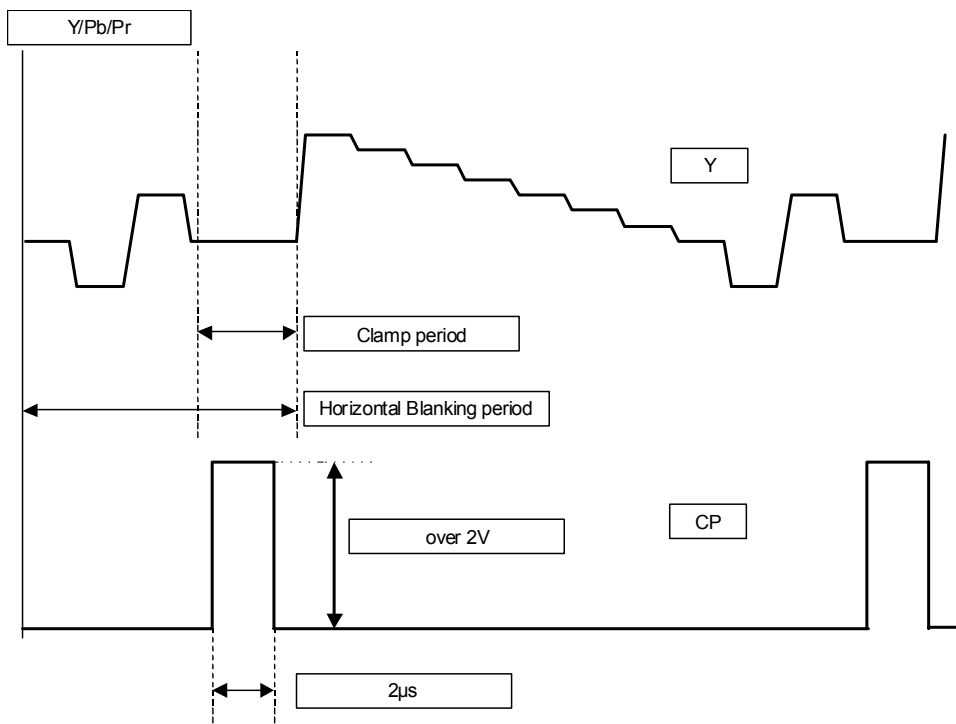 Y/Pb/Pr
Y
Clamp period
Horizontal Blanking period
over 2V
CP
2μs